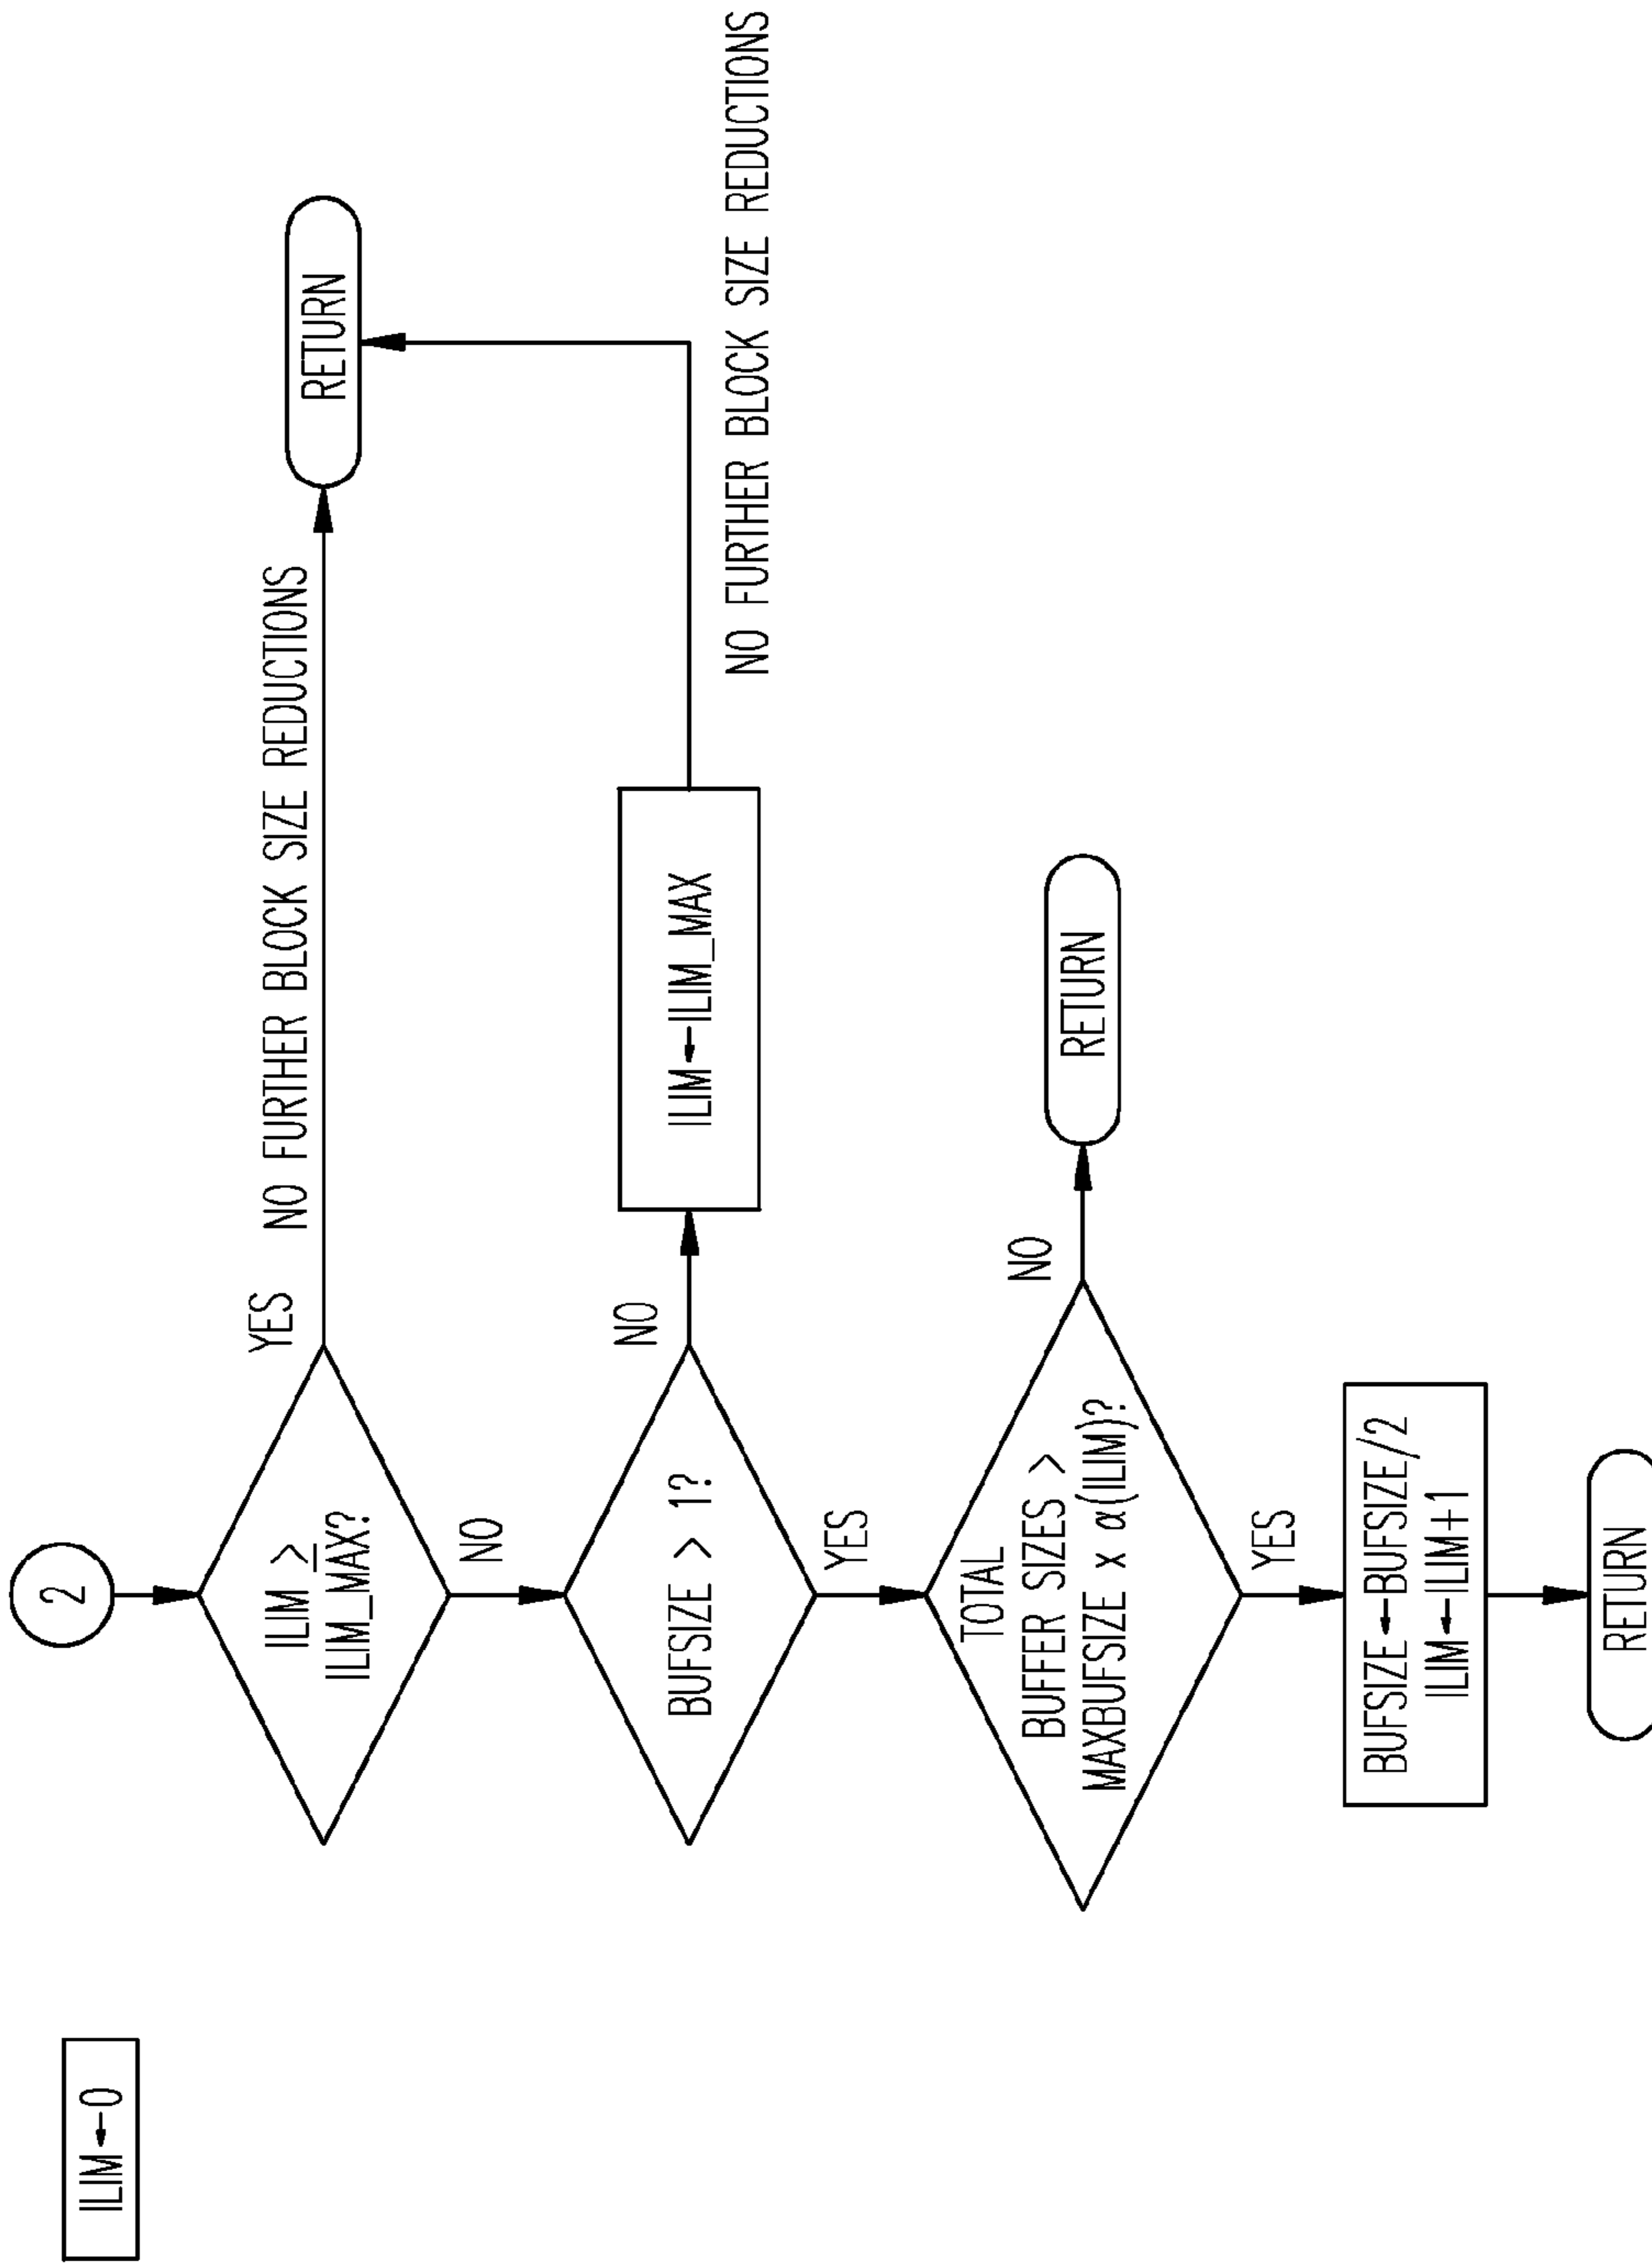 ILIM←0
2
ILIM ≥
ILIM_MAX?
YES
NO FURTHER BLOCK SIZE REDUCTIONS
RETURN
NO
BUFSIZE > 1?
NO
ILIM←ILIM_MAX
NO FURTHER BLOCK SIZE REDUCTIONS
YES
TOTAL
BUFFER SIZES >
MAXBUFSIZE x α(ILIM)?
NO
RETURN
YES
BUFSIZE←BUFSIZE/2
ILIM←ILIM+1
RETURN